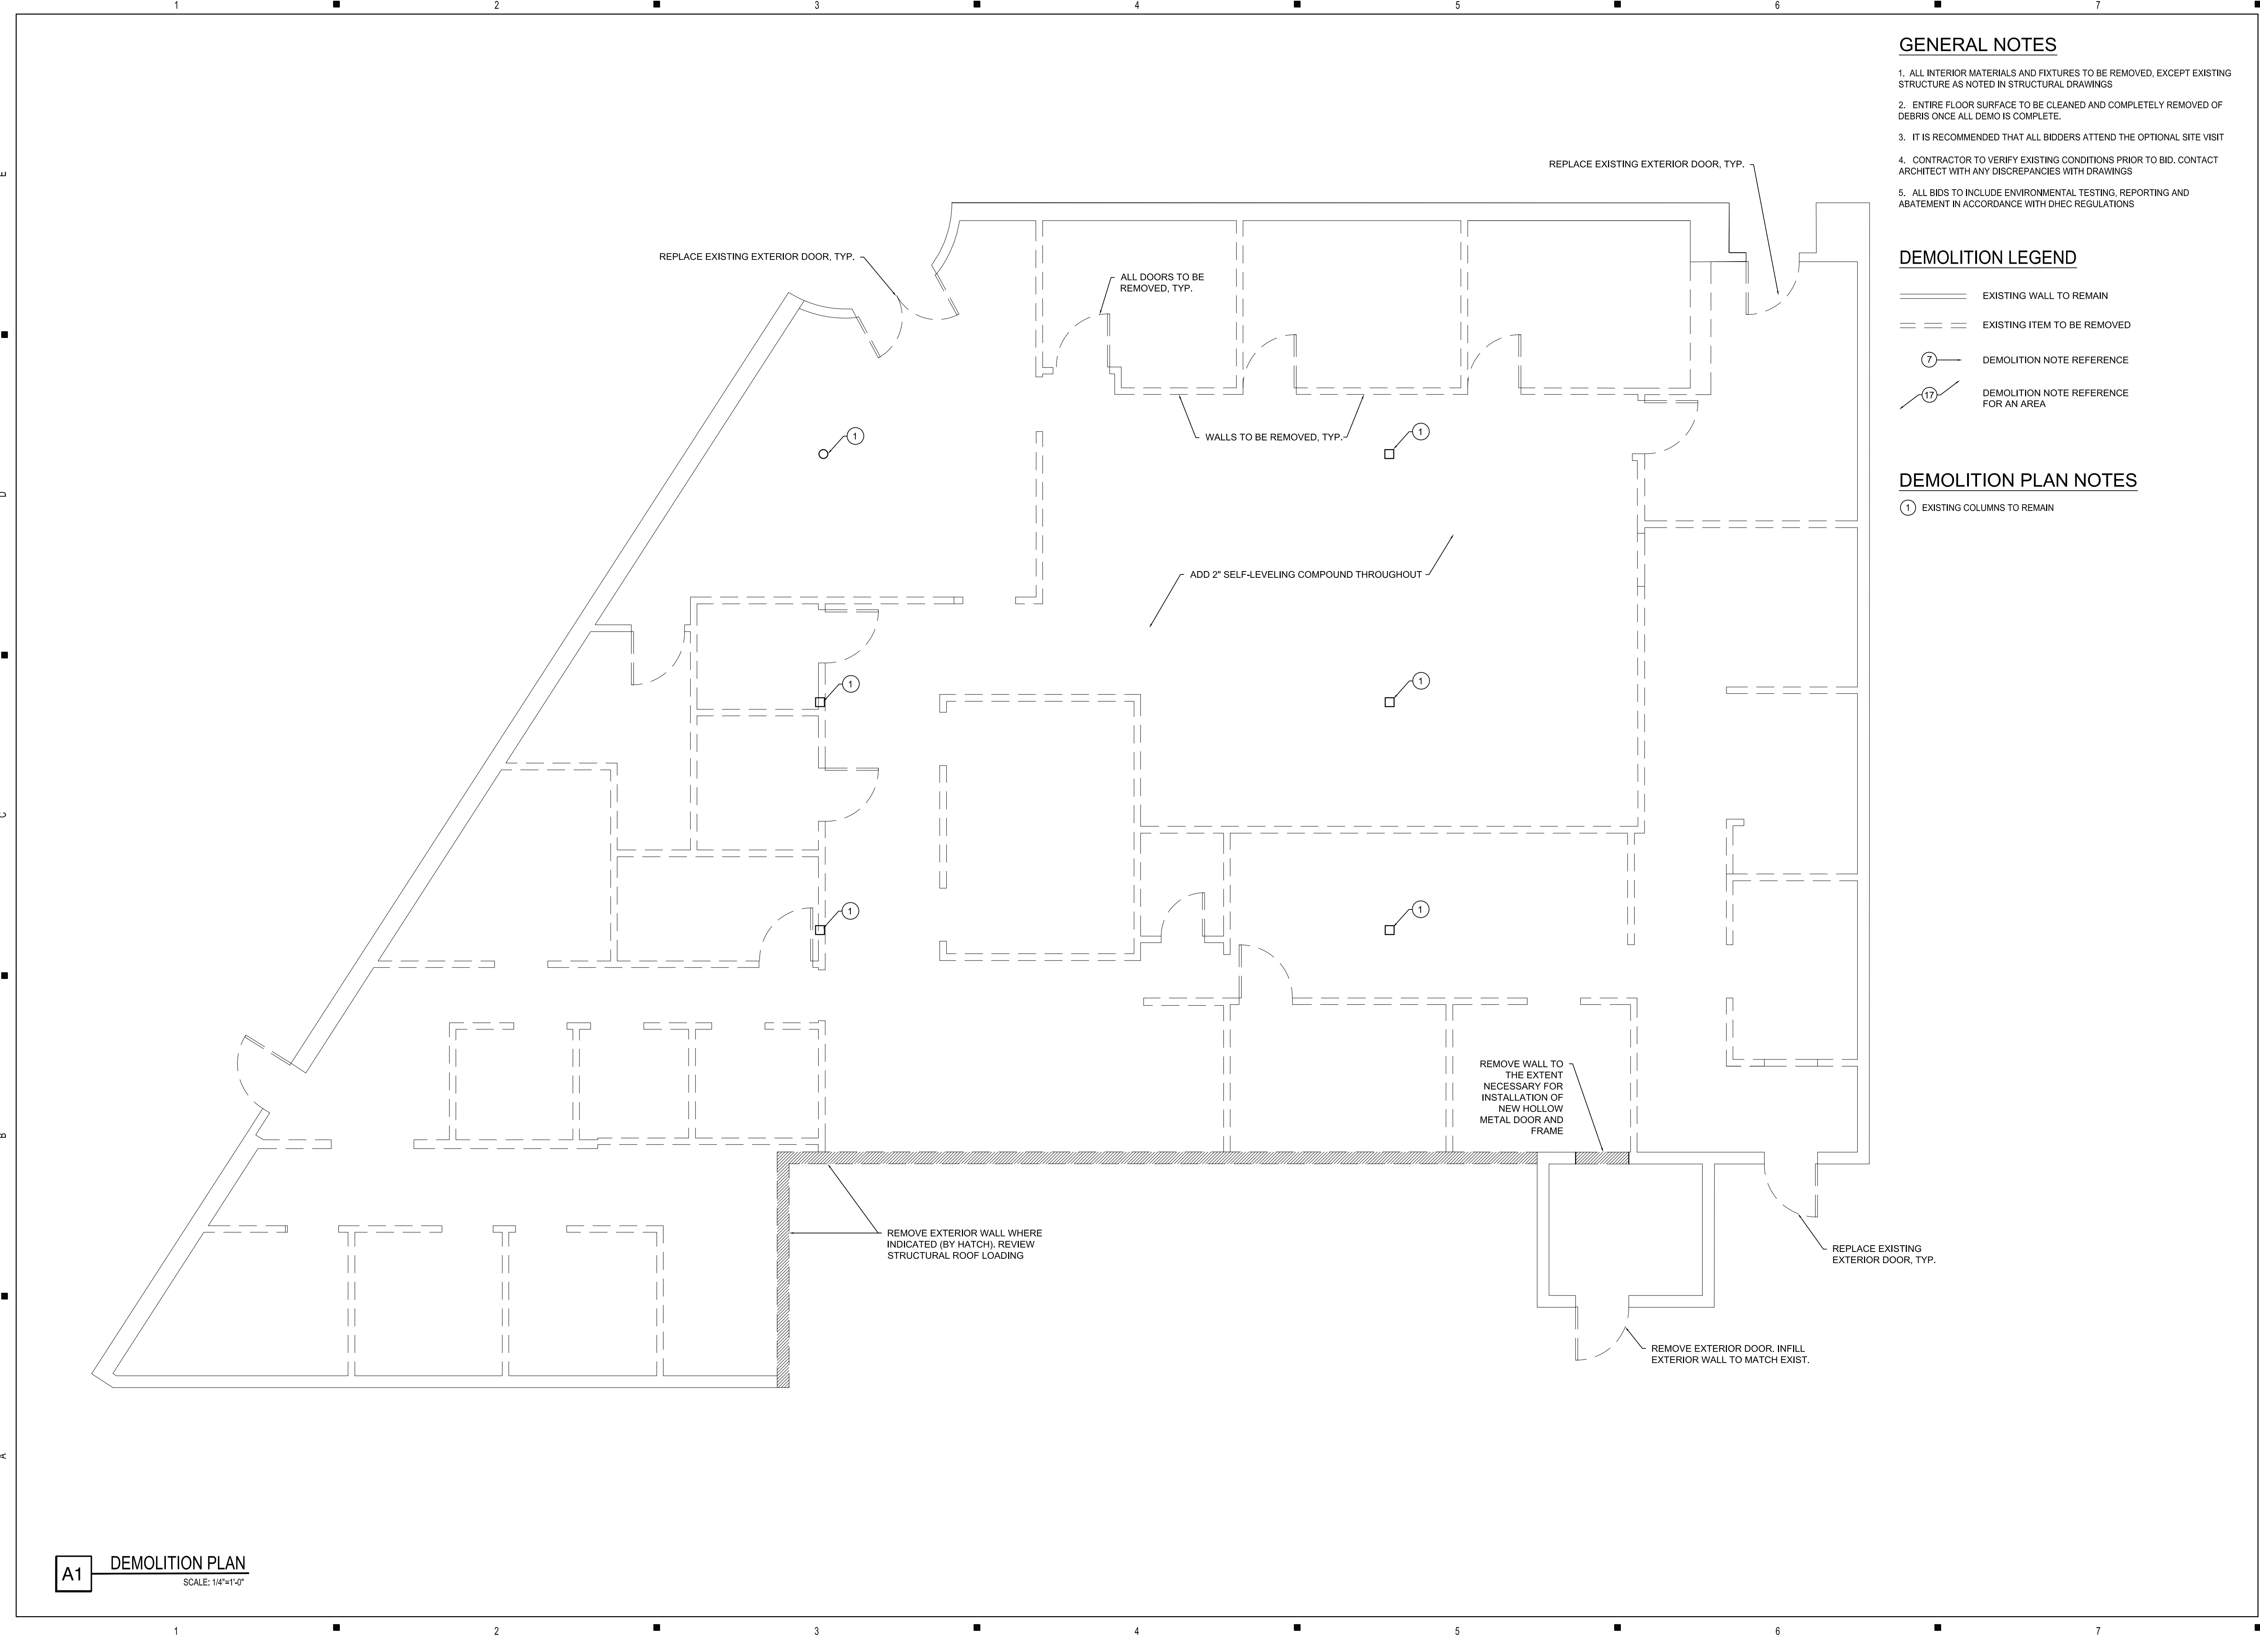 1 2 3 4 5 6 7
E
D
C
B
A
GENERAL NOTES
1. ALL INTERIOR MATERIALS AND FIXTURES TO BE REMOVED, EXCEPT EXISTING
STRUCTURE AS NOTED IN STRUCTURAL DRAWINGS
2. ENTIRE FLOOR SURFACE TO BE CLEANED AND COMPLETELY REMOVED OF
DEBRIS ONCE ALL DEMO IS COMPLETE.
3. IT IS RECOMMENDED THAT ALL BIDDERS ATTEND THE OPTIONAL SITE VISIT
4. CONTRACTOR TO VERIFY EXISTING CONDITIONS PRIOR TO BID. CONTACT
ARCHITECT WITH ANY DISCREPANCIES WITH DRAWINGS
5. ALL BIDS TO INCLUDE ENVIRONMENTAL TESTING, REPORTING AND
ABATEMENT IN ACCORDANCE WITH DHEC REGULATIONS
DEMOLITION LEGEND
EXISTING WALL TO REMAIN
EXISTING ITEM TO BE REMOVED
7 DEMOLITION NOTE REFERENCE
17 DEMOLITION NOTE REFERENCE
FOR AN AREA
DEMOLITION PLAN NOTES
1 EXISTING COLUMNS TO REMAIN
REPLACE EXISTING EXTERIOR DOOR, TYP.
REPLACE EXISTING EXTERIOR DOOR, TYP.
ALL DOORS TO BE
REMOVED, TYP.
1
1
WALLS TO BE REMOVED, TYP.
ADD 2" SELF-LEVELING COMPOUND THROUGHOUT
1
1
1
1
REMOVE WALL TO
THE EXTENT
NECESSARY FOR
INSTALLATION OF
NEW HOLLOW
METAL DOOR AND
FRAME
REMOVE EXTERIOR WALL WHERE
INDICATED (BY HATCH). REVIEW
STRUCTURAL ROOF LOADING
REPLACE EXISTING
EXTERIOR DOOR, TYP.
REMOVE EXTERIOR DOOR. INFILL
EXTERIOR WALL TO MATCH EXIST.
A1 DEMOLITION PLAN
SCALE: 1/4"=1'-0"
1 2 3 4 5 6 7